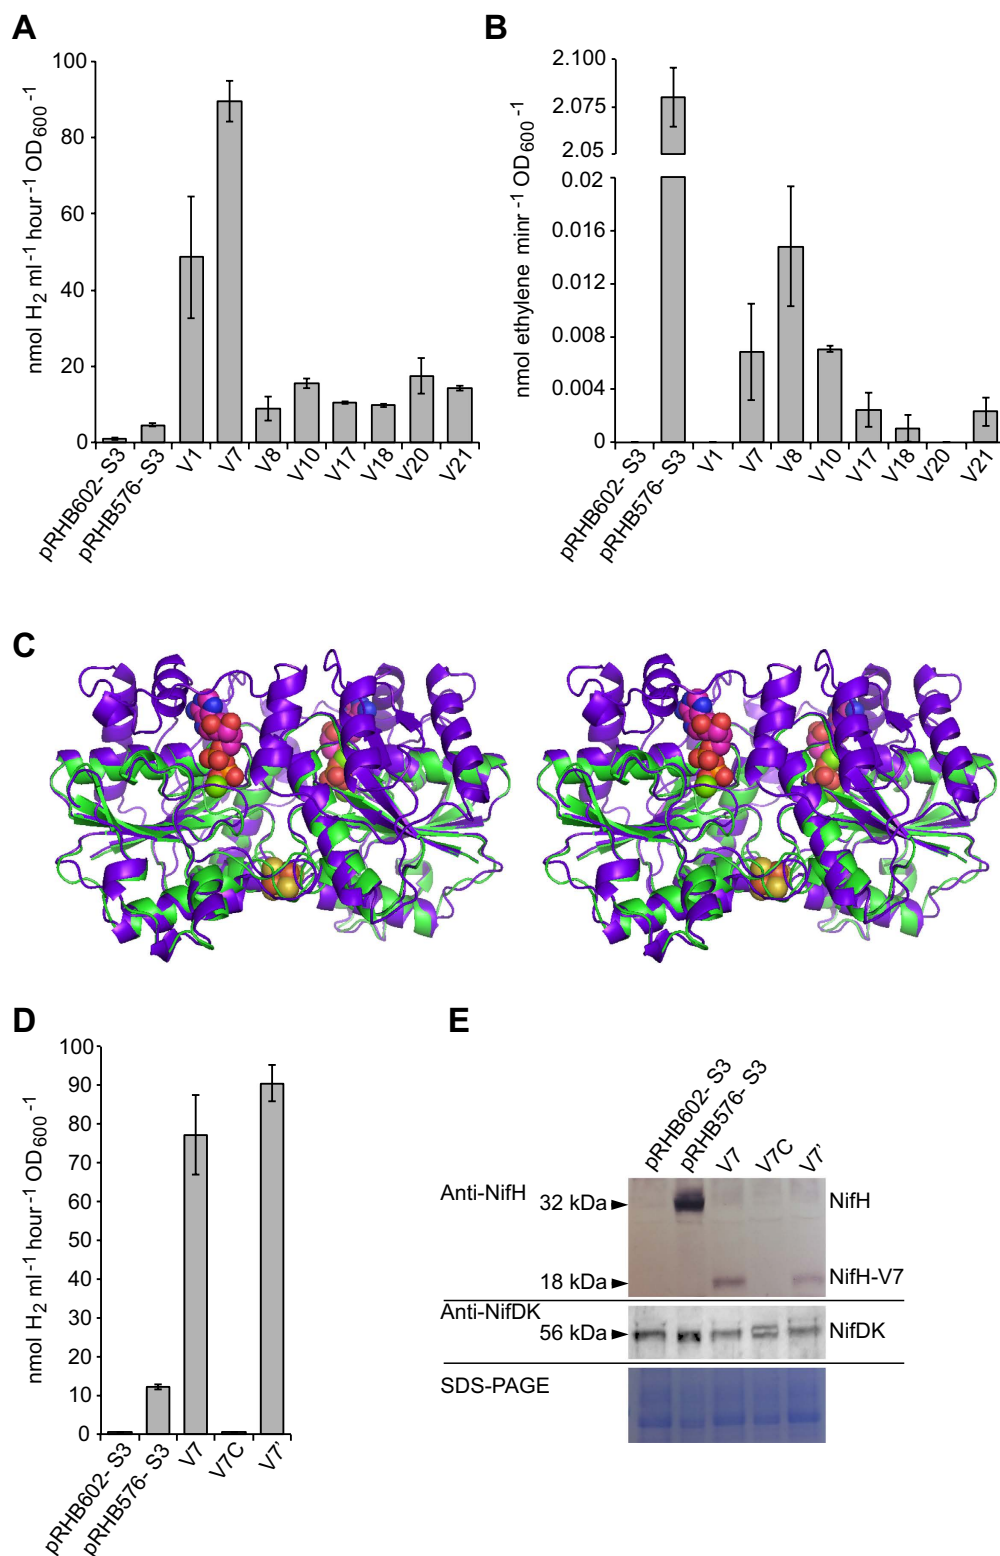 A
nmol H2 ml-1 hour-1 OD600-1
100
80
60
40
20
0
pRHB602- S3
pRHB576- S3
V1
V7
V8
V10
V17
V18
V20
V21
B
nmol ethylene minr-1 OD600-1
2.100
2.075
2.05
0.02
0.016
0.012
0.008
0.004
0
pRHB602- S3
pRHB576- S3
V1
V7
V8
V10
V17
V18
V20
V21
C
D
nmol H2 ml-1 hour-1 OD600-1
100
90
80
70
60
50
40
30
20
10
0
pRHB602- S3
pRHB576- S3
V7
V7C
V7'
E
pRHB602- S3
pRHB576- S3
V7
V7C
V7'
Anti-NifH
32 kDa
NifH
18 kDa
NifH-V7
Anti-NifDK
56 kDa
NifDK
SDS-PAGE